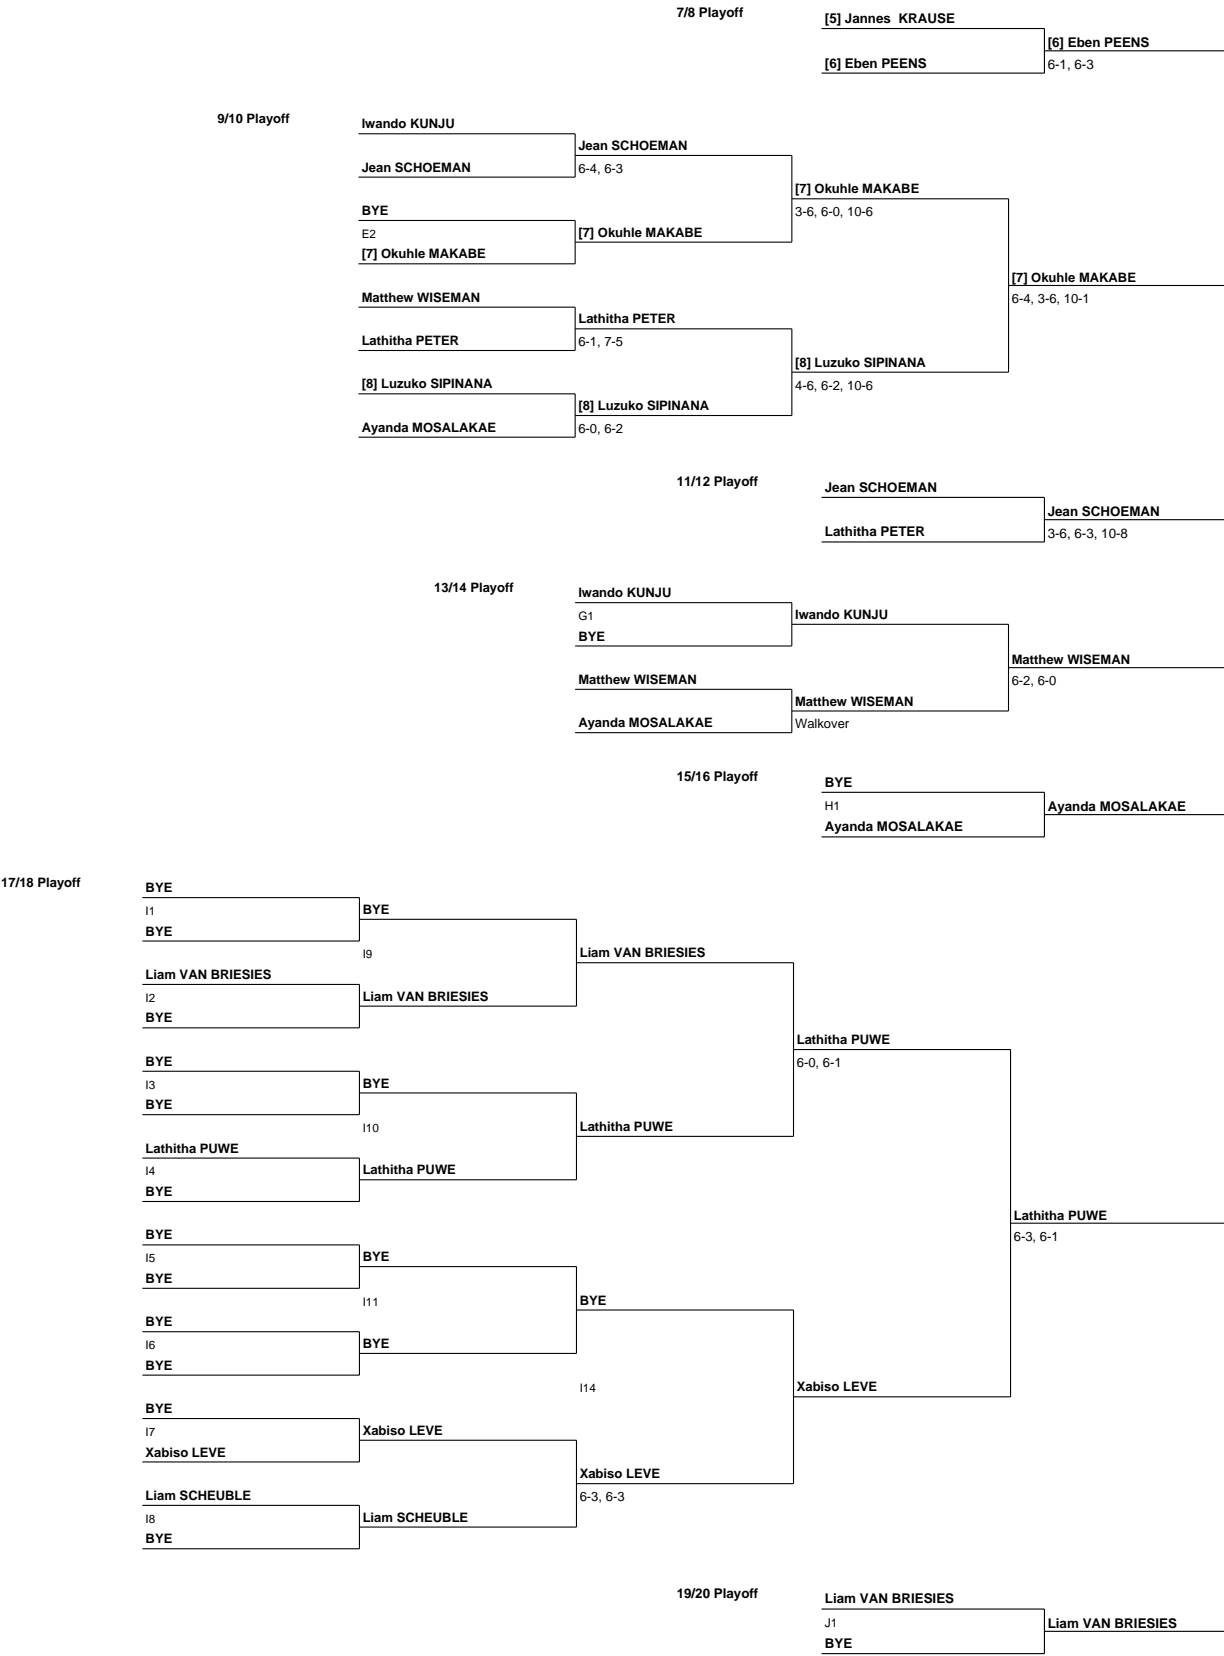 7/8 Playoff
[5] Jannes KRAUSE
[6] Eben PEENS
[6] Eben PEENS
6-1, 6-3
9/10 Playoff
Iwando KUNJU
Jean SCHOEMAN
Jean SCHOEMAN
6-4, 6-3
[7] Okuhle MAKABE
3-6, 6-0, 10-6
BYE
E2
[7] Okuhle MAKABE
[7] Okuhle MAKABE
[7] Okuhle MAKABE
6-4, 3-6, 10-1
Matthew WISEMAN
Lathitha PETER
Lathitha PETER
6-1, 7-5
[8] Luzuko SIPINANA
4-6, 6-2, 10-6
[8] Luzuko SIPINANA
[8] Luzuko SIPINANA
Ayanda MOSALAKAE
6-0, 6-2
11/12 Playoff
Jean SCHOEMAN
Jean SCHOEMAN
Lathitha PETER
3-6, 6-3, 10-8
13/14 Playoff
Iwando KUNJU
G1
Iwando KUNJU
BYE
Matthew WISEMAN
6-2, 6-0
Matthew WISEMAN
Matthew WISEMAN
Ayanda MOSALAKAE
Walkover
15/16 Playoff
BYE
H1
Ayanda MOSALAKAE
Ayanda MOSALAKAE
17/18 Playoff
BYE
I1
BYE
BYE
I9
Liam VAN BRIESIES
Liam VAN BRIESIES
I2
Liam VAN BRIESIES
BYE
Lathitha PUWE
6-0, 6-1
BYE
I3
BYE
BYE
I10
Lathitha PUWE
Lathitha PUWE
I4
Lathitha PUWE
BYE
Lathitha PUWE
6-3, 6-1
BYE
I5
BYE
BYE
I11
BYE
BYE
I6
BYE
BYE
I14
Xabiso LEVE
BYE
I7
Xabiso LEVE
Xabiso LEVE
Xabiso LEVE
6-3, 6-3
Liam SCHEUBLE
I8
Liam SCHEUBLE
BYE
19/20 Playoff
Liam VAN BRIESIES
J1
Liam VAN BRIESIES
BYE